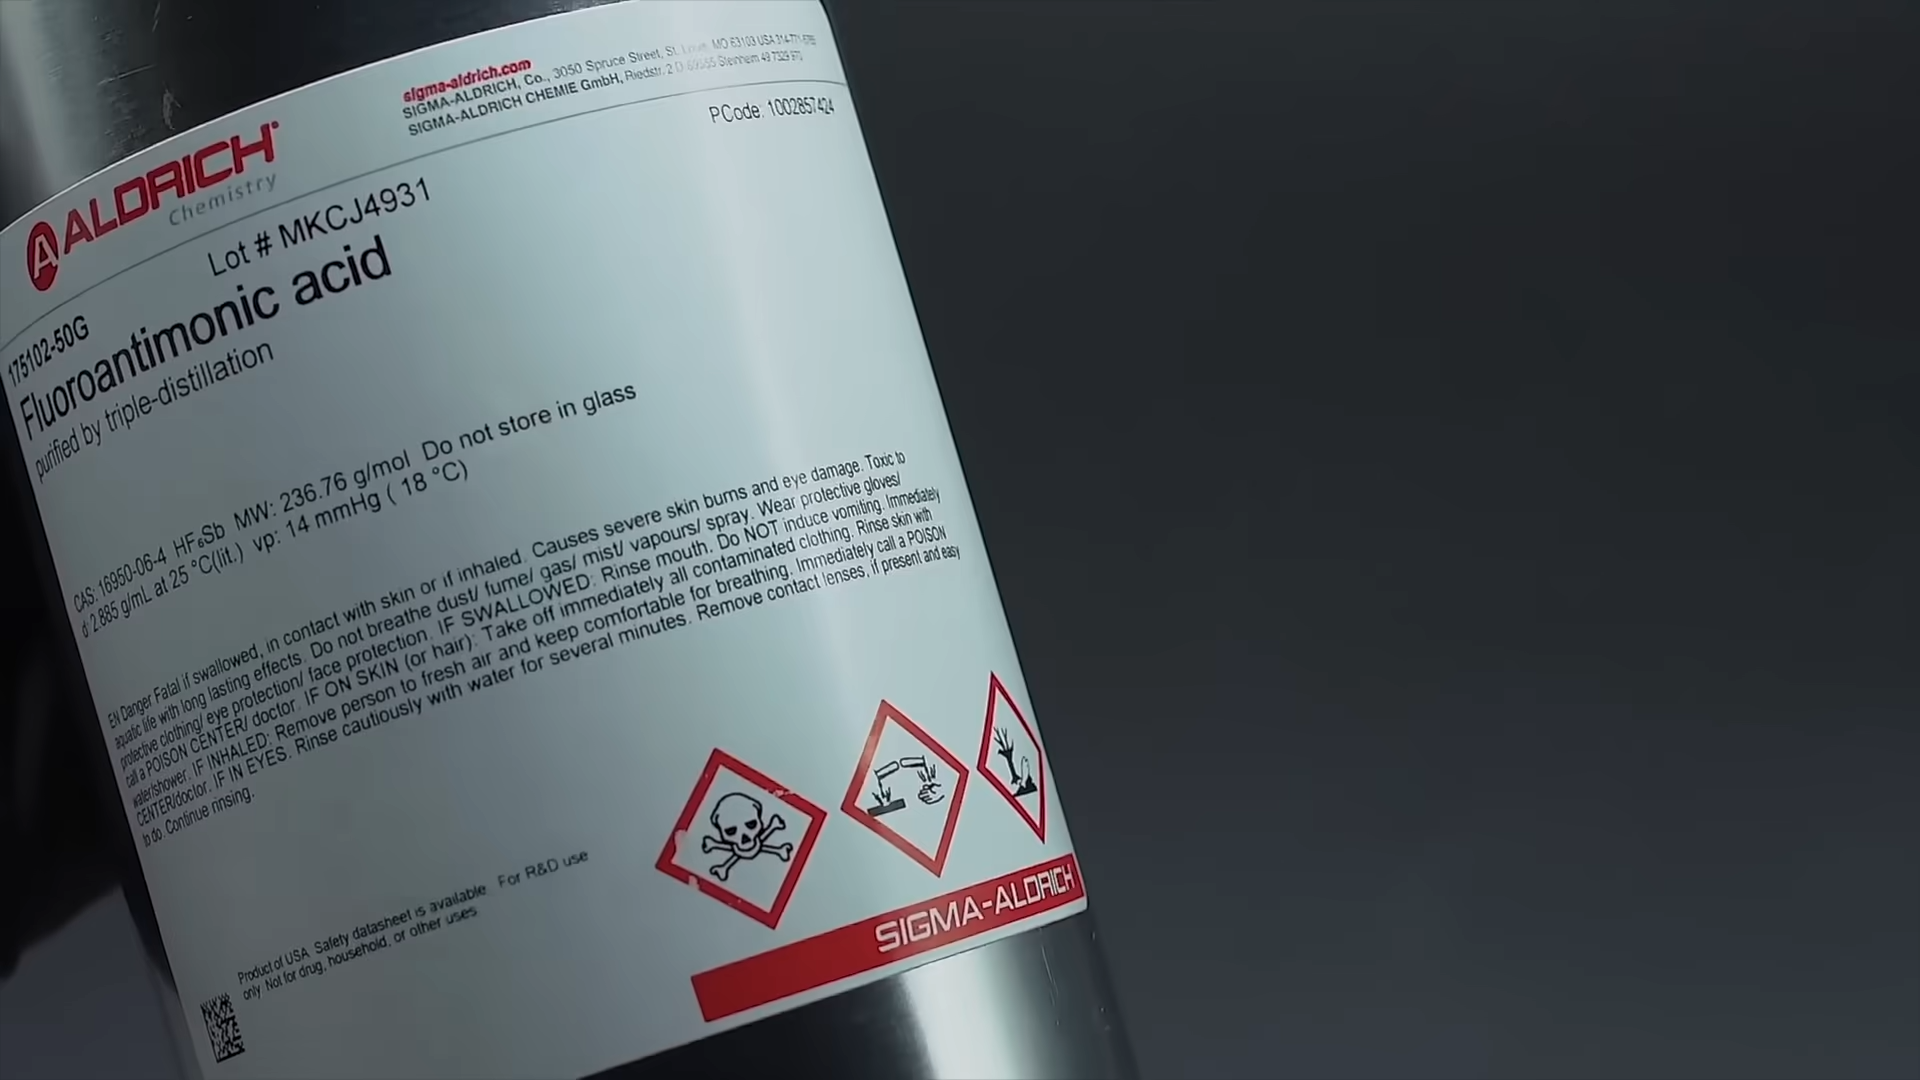 sigma-aldrich.com
SIGMA-ALDRICH, Co., 3050 Spruce Street, St. MO 63103 USA
SIGMA-ALDRICH CHEMIE GmbH, Riedstr. 2 Steinheim
ALDRICH
Chemistry
PCode: 1002857424
Lot # MKCJ4931
175102-50G
Fluoroantimonic acid
purified by triple-distillation
CAS: 16950-06-4 HF₆Sb MW: 236.76 g/mol Do not store in glass
d: 2.885 g/mL at 25 °C(lit.) vp: 14 mmHg ( 18 °C)
EN Danger Fatal if swallowed, in contact with skin or if inhaled. Causes severe skin burns and eye damage. Toxic to
aquatic life with long lasting effects. Do not breathe dust/ fume/ gas/ mist/ vapours/ spray. Wear protective gloves/
protective clothing/ eye protection/ face protection. IF SWALLOWED: Rinse mouth. Do NOT induce vomiting. Immediately
call a POISON CENTER/ doctor. IF ON SKIN (or hair): Take off immediately all contaminated clothing. Rinse skin with
water/shower. IF INHALED: Remove person to fresh air and keep comfortable for breathing. Immediately call a POISON
CENTER/doctor. IF IN EYES: Rinse cautiously with water for several minutes. Remove contact lenses, if present and easy
to do. Continue rinsing.
Product of USA Safety datasheet is available For R&D use
only. Not for drug, household, or other uses.
SIGMA-ALDRICH